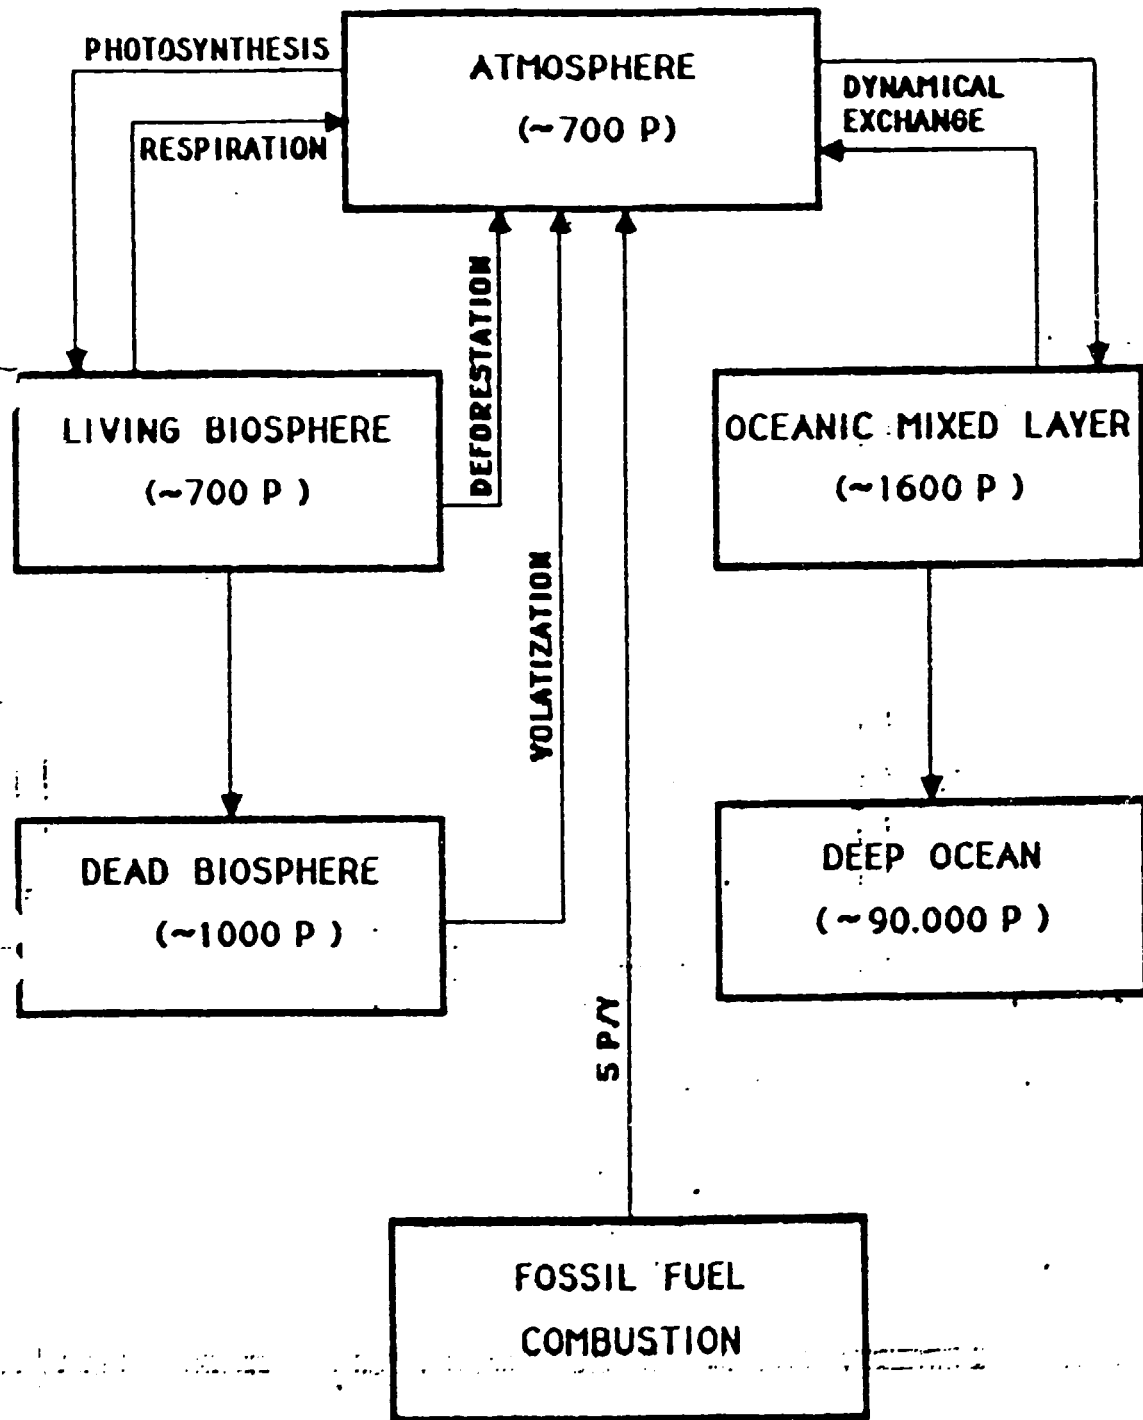 PHOTOSYNTHESIS
RESPIRATION
ATMOSPHERE
(~700 P)
DYNAMICAL
EXCHANGE
LIVING BIOSPHERE
(~700 P )
DEFORESTATION
OCEANIC MIXED LAYER
(~1600 P )
VOLATIZATION
DEAD BIOSPHERE
(~1000 P )
DEEP OCEAN
(~90.000 P )
5 P/Y
FOSSIL FUEL
COMBUSTION